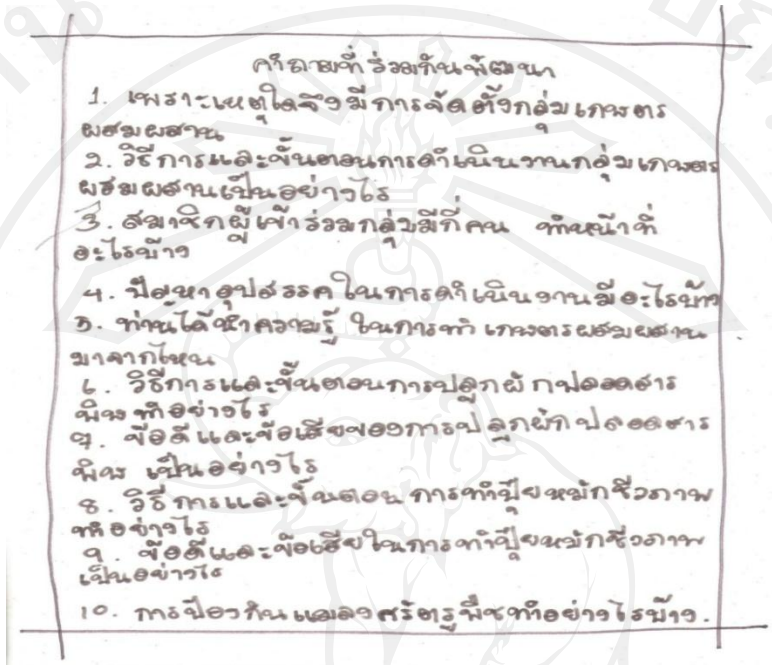 คำถามที่ร่วมกันพัฒนา
1. เพราะเหตุใดจึงมีการจัดตั้งกลุ่มเกษตร
ผสมผสาน
2. วิธีการและขั้นตอนการดำเนินงานกลุ่มเกษตร
ผสมผสานเป็นอย่างไร
3. สมาชิกผู้เข้าร่วมกลุ่มมีกี่คน ทำหน้าที่
อะไรบ้าง
4. ปัญหาอุปสรรคในการดำเนินงานมีอะไรบ้าง
5. ท่านได้หาความรู้ ในการทำ เกษตรผสมผสาน
มาจากไหน
6. วิธีการและขั้นตอนการปลูกผักปลอดสาร
พิษ ทำอย่างไร
7. ข้อดีและข้อเสียของการปลูกผักปลอดสาร
พิษ เป็นอย่างไร
8. วิธีการและขั้นตอน การทำปุ๋ยหมักชีวภาพ
ทำอย่างไร
9. ข้อดีและข้อเสียในการทำปุ๋ยหมักชีวภาพ
เป็นอย่างไร
10. การป้องกันแมลงศรัตรูพืชทำอย่างไรบ้าง.